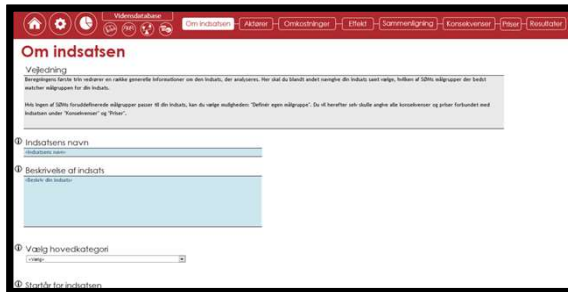 Vidensdatabase
Om indsatsen
Aktører
Omkostninger
Effekt
Sammenligning
Konsekvenser
Priser
Resultater
Om indsatsen
Vejledning
Beregningens første trin vedrører en række generelle informationer om den indsats, der analyseres. Her skal du blandt andet navngive din indsats samt vælge, hvilken af SØMs målgrupper der bedst
matcher målgruppen for din indsats.
Hvis ingen af SØMs foruddefinerede målgrupper passer til din indsats, kan du vælge muligheden: "Definér egen målgruppe". Du vil herefter selv skulle angive alle konsekvenser og priser forbundet med
indsatsen under "Konsekvenser" og "Priser".
Indsatsens navn
<Indsatsens navn>
Beskrivelse af indsats
<Beskriv din indsats>
Vælg hovedkategori
<Vælg>
Startår for indsatsen